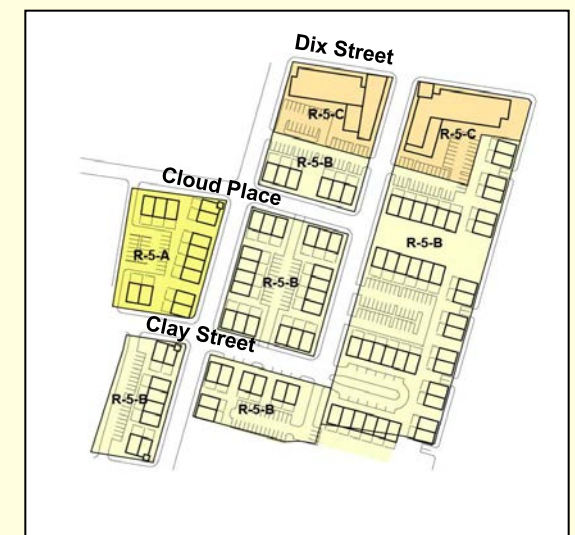 Dix Street
R-5-C
R-5-C
R-5-B
Cloud Place
R-5-B
R-5-A
R-5-B
Clay Street
R-5-B
R-5-B